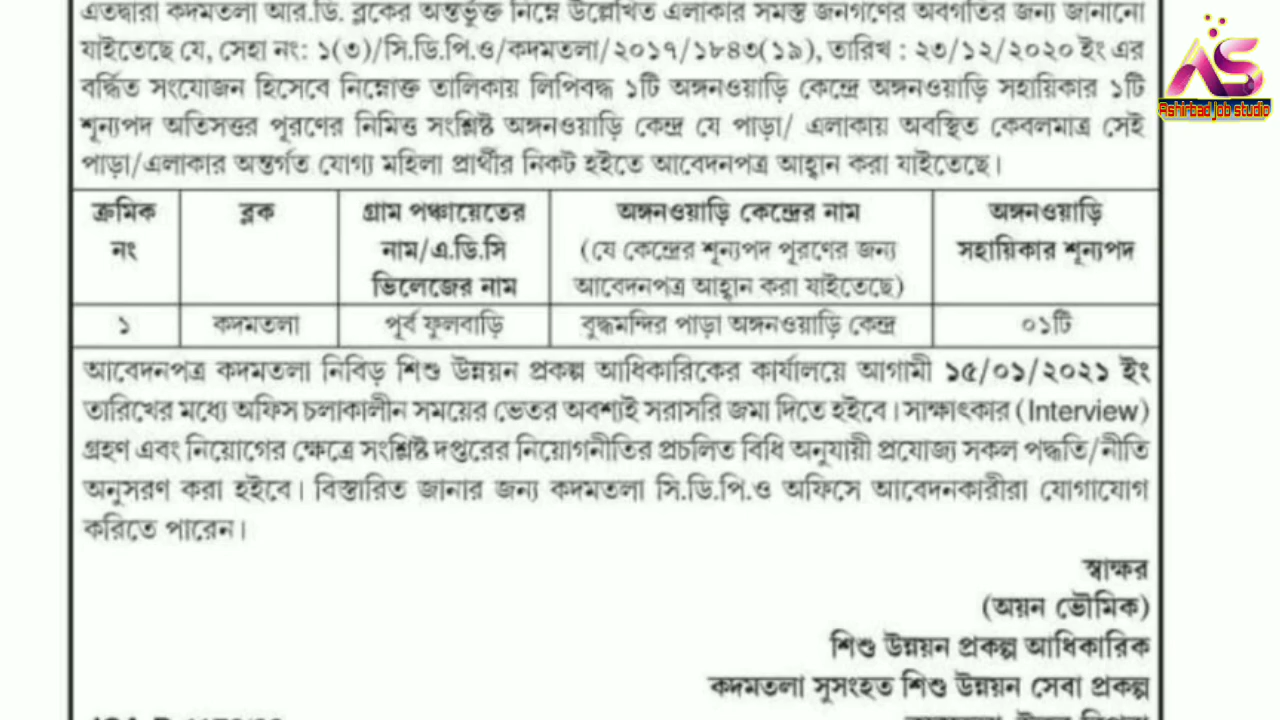 এতদ্বারা কদমতলা আর.ডি. ব্লকের অন্তর্ভুক্ত নিম্নে উল্লেখিত এলাকার সমস্ত জনগণের অবগতির জন্য জানানো
যাইতেছে যে, সেহা নং: ১(৩)/সি.ডি.পি.ও/কদমতলা/২০১৭/১৮৪৩(১৯), তারিখ : ২৩/১২/২০২০ ইং এর
বর্দ্ধিত সংযোজন হিসেবে নিম্নোক্ত তালিকায় লিপিবদ্ধ ১টি অঙ্গনওয়াড়ি কেন্দ্রে অঙ্গনওয়াড়ি সহায়িকার ১টি
শূন্যপদ অতিসত্তর পূরণের নিমিত্ত সংশ্লিষ্ট অঙ্গনওয়াড়ি কেন্দ্র যে পাড়া/ এলাকায় অবস্থিত কেবলমাত্র সেই
পাড়া/এলাকার অন্তর্গত যোগ্য মহিলা প্রার্থীর নিকট হইতে আবেদনপত্র আহ্বান করা যাইতেছে।
ক্রমিক নং
ব্লক
গ্রাম পঞ্চায়েতের
নাম/এ.ডি.সি
ভিলেজের নাম
অঙ্গনওয়াড়ি কেন্দ্রের নাম
(যে কেন্দ্রের শূন্যপদ পূরণের জন্য
আবেদনপত্র আহ্বান করা যাইতেছে)
অঙ্গনওয়াড়ি
সহায়িকার শূন্যপদ
১ কদমতলা পূর্ব ফুলবাড়ি বুদ্ধমন্দির পাড়া অঙ্গনওয়াড়ি কেন্দ্র ০১টি
আবেদনপত্র কদমতলা নিবিড় শিশু উন্নয়ন প্রকল্প আধিকারিকের কার্যালয়ে আগামী ১৫/০১/২০২১ ইং
তারিখের মধ্যে অফিস চলাকালীন সময়ের ভেতর অবশ্যই সরাসরি জমা দিতে হইবে। সাক্ষাৎকার (Interview)
গ্রহণ এবং নিয়োগের ক্ষেত্রে সংশ্লিষ্ট দপ্তরের নিয়োগনীতির প্রচলিত বিধি অনুযায়ী প্রযোজ্য সকল পদ্ধতি/নীতি
অনুসরণ করা হইবে। বিস্তারিত জানার জন্য কদমতলা সি.ডি.পি.ও অফিসে আবেদনকারীরা যোগাযোগ
করিতে পারেন।
স্বাক্ষর
(অয়ন ভৌমিক)
শিশু উন্নয়ন প্রকল্প আধিকারিক
কদমতলা সুসংহত শিশু উন্নয়ন সেবা প্রকল্প
AS
Ashirbad job studio